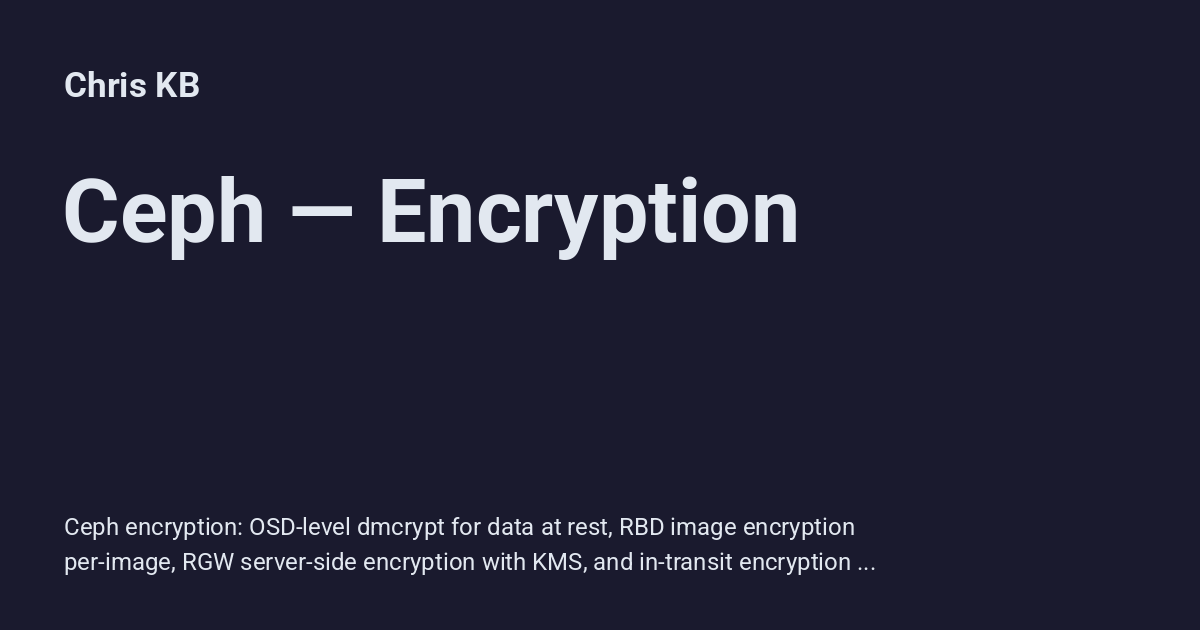 Chris KB
Ceph — Encryption
Ceph encryption: OSD-level dmcrypt for data at rest, RBD image encryption
per-image, RGW server-side encryption with KMS, and in-transit encryption ...